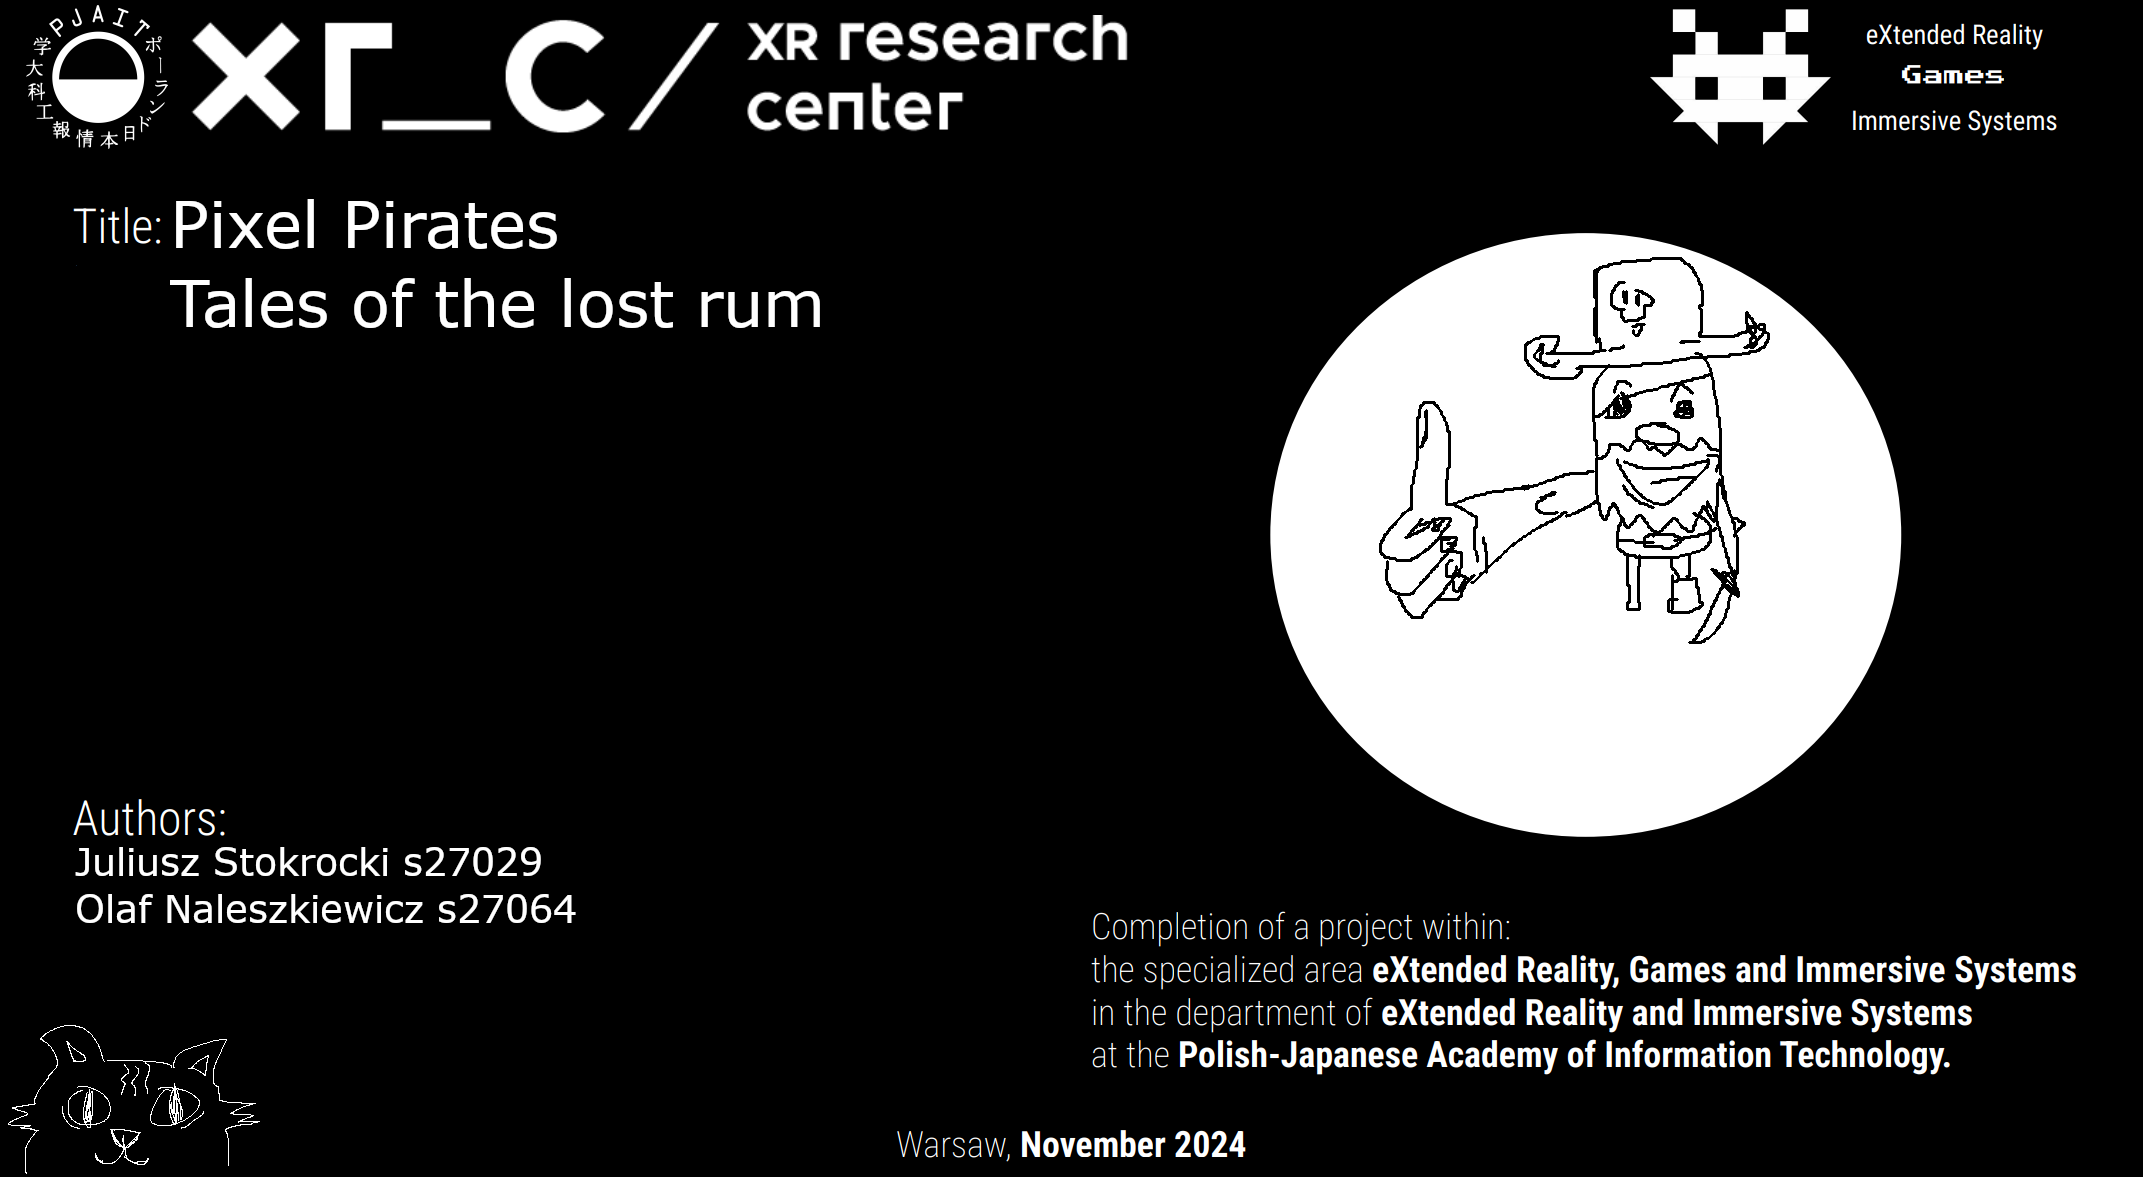 PJAIT
ポーランド日本情報工科大学
xr_c / xr research center
eXtended Reality
Games
Immersive Systems
Title: Pixel Pirates
Tales of the lost rum
Authors:
Juliusz Stokrocki s27029
Olaf Naleszkiewicz s27064
Completion of a project within:
the specialized area eXtended Reality, Games and Immersive Systems
in the department of eXtended Reality and Immersive Systems
at the Polish-Japanese Academy of Information Technology.
Warsaw, November 2024